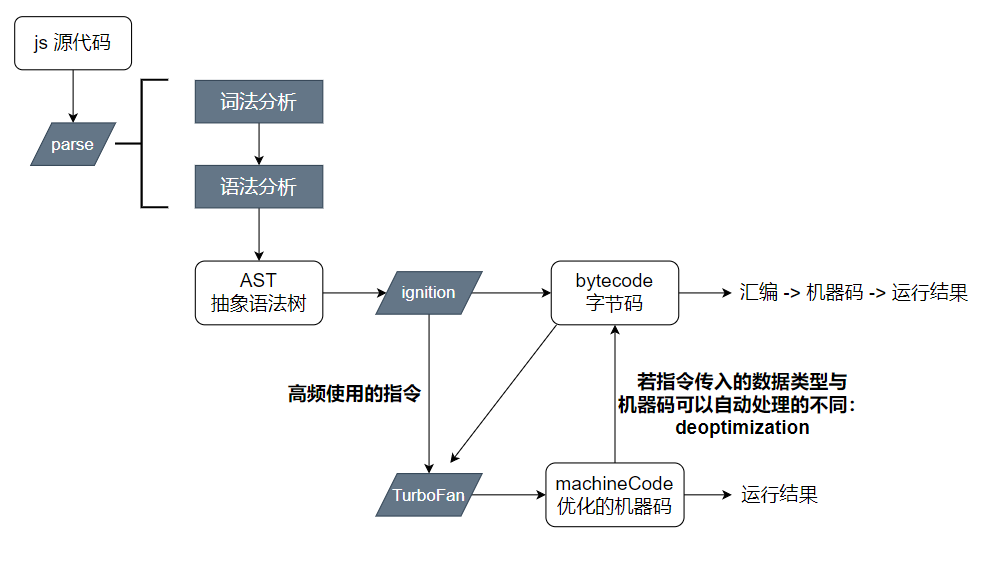 js 源代码
parse
词法分析
语法分析
AST
抽象语法树
ignition
bytecode
字节码
汇编 -> 机器码 -> 运行结果
高频使用的指令
若指令传入的数据类型与
机器码可以自动处理的不同：
deoptimization
TurboFan
machineCode
优化的机器码
运行结果